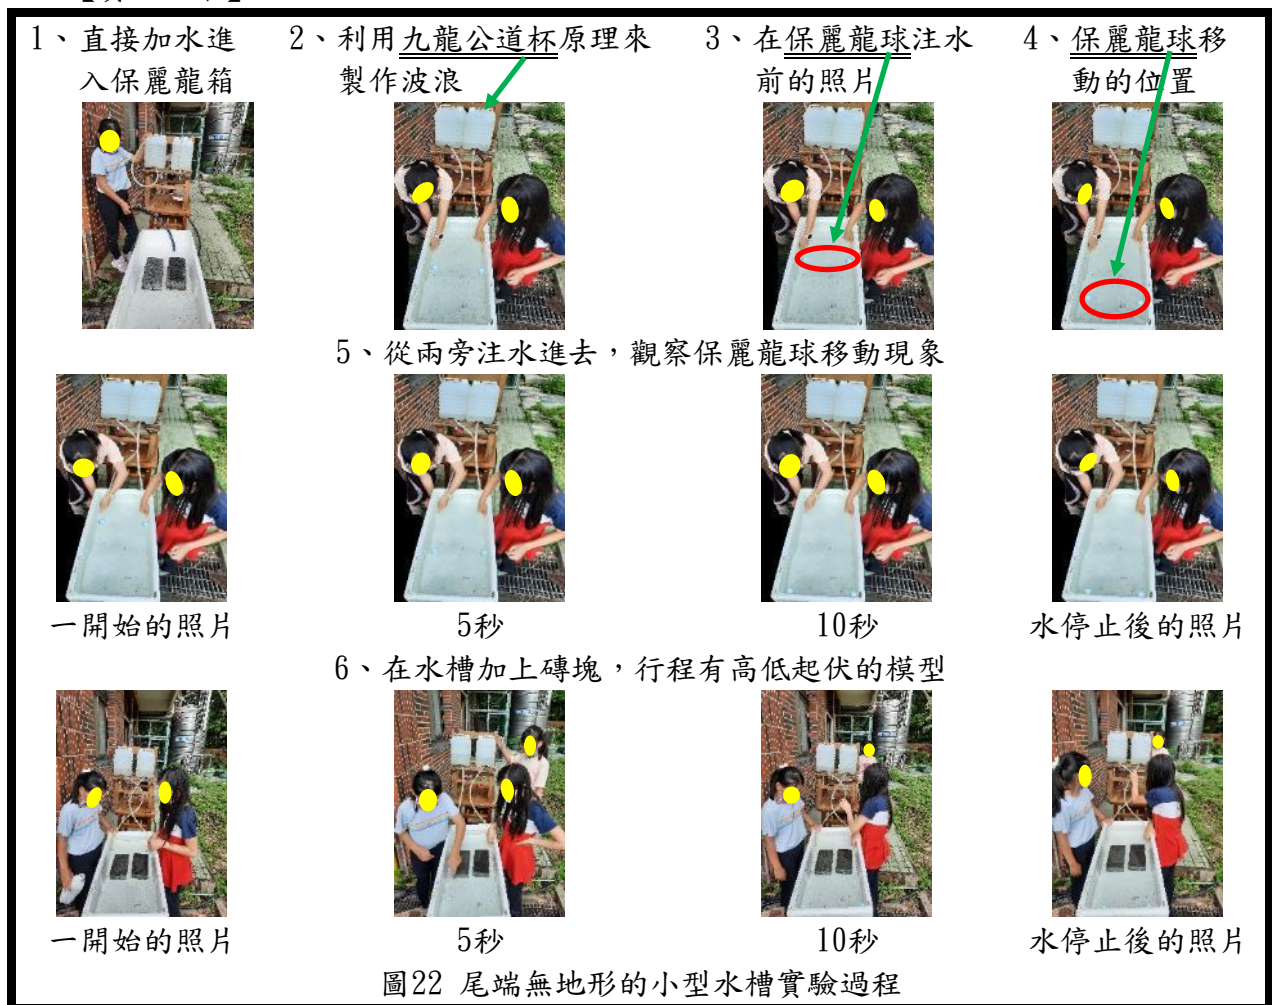 1、直接加水進
入保麗龍箱
2、利用九龍公道杯原理來
製作波浪
3、在保麗龍球注水
前的照片
4、保麗龍球移
動的位置
5、從兩旁注水進去，觀察保麗龍球移動現象
一開始的照片
5秒
10秒
水停止後的照片
6、在水槽加上磚塊，行程有高低起伏的模型
一開始的照片
5秒
10秒
水停止後的照片
圖22 尾端無地形的小型水槽實驗過程